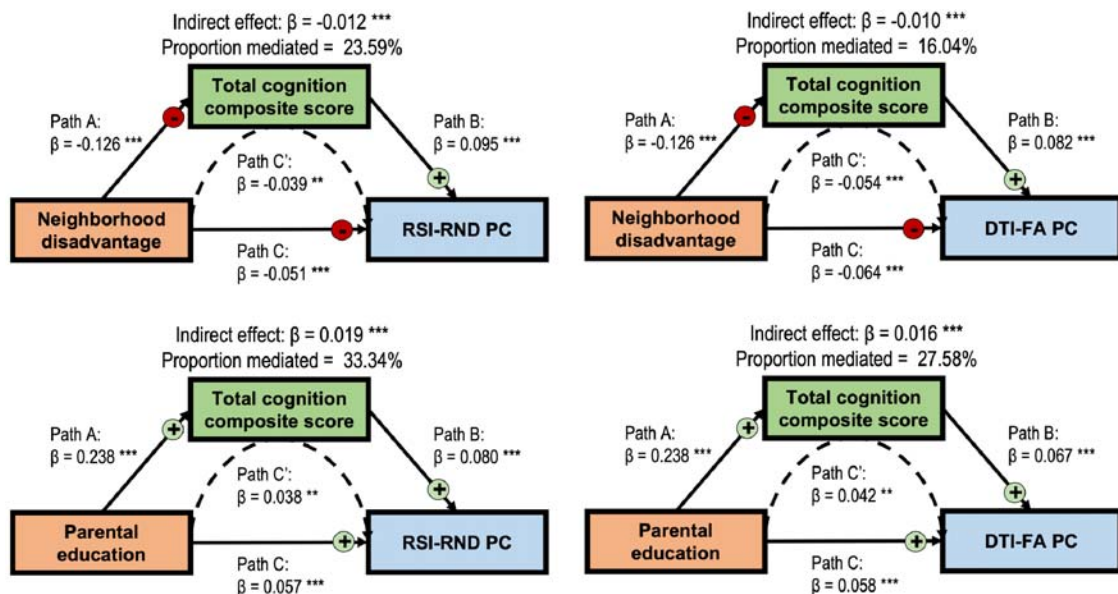 Indirect effect: β = -0.012 ***
Proportion mediated = 23.59%
Total cognition
composite score
Path A:
β = -0.126 ***
Path B:
β = 0.095 ***
Path C':
β = -0.039 **
Neighborhood
disadvantage
-
+
-
RSI-RND PC
Path C:
β = -0.051 ***
Indirect effect: β = -0.010 ***
Proportion mediated = 16.04%
Total cognition
composite score
Path A:
β = -0.126 ***
Path B:
β = 0.082 ***
Path C':
β = -0.054 ***
Neighborhood
disadvantage
-
+
-
DTI-FA PC
Path C:
β = -0.064 ***
Indirect effect: β = 0.019 ***
Proportion mediated = 33.34%
Total cognition
composite score
Path A:
β = 0.238 ***
Path B:
β = 0.080 ***
Path C':
β = 0.038 **
Parental
education
+
+
+
RSI-RND PC
Path C:
β = 0.057 ***
Indirect effect: β = 0.016 ***
Proportion mediated = 27.58%
Total cognition
composite score
Path A:
β = 0.238 ***
Path B:
β = 0.067 ***
Path C':
β = 0.042 **
Parental
education
+
+
+
DTI-FA PC
Path C:
β = 0.058 ***